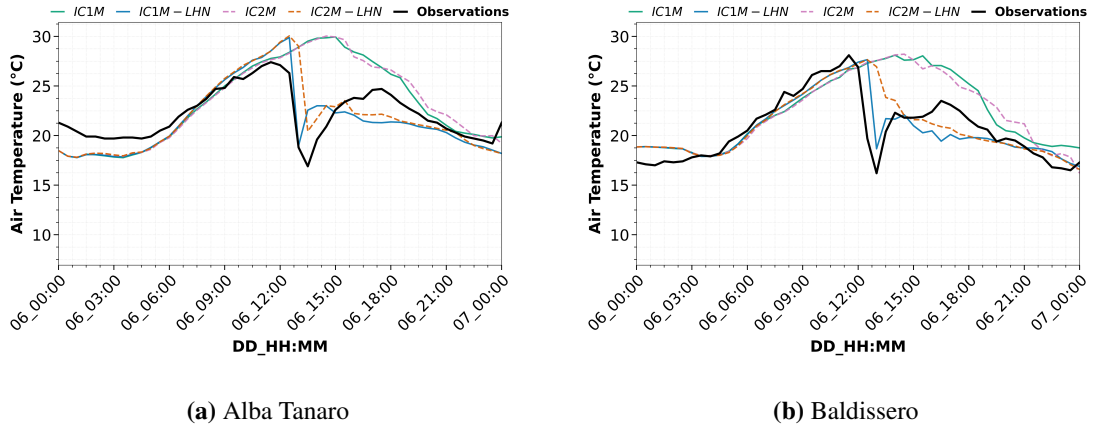 IC1M IC1M−LHN IC2M IC2M−LHN Observations
30
25
20
15
10
Air Temperature (°C)
06_00:00 06_03:00 06_06:00 06_09:00 06_12:00 06_15:00 06_18:00 06_21:00 07_00:00
DD_HH:MM
(a) Alba Tanaro
IC1M IC1M−LHN IC2M IC2M−LHN Observations
30
25
20
15
10
Air Temperature (°C)
06_00:00 06_03:00 06_06:00 06_09:00 06_12:00 06_15:00 06_18:00 06_21:00 07_00:00
DD_HH:MM
(b) Baldissero